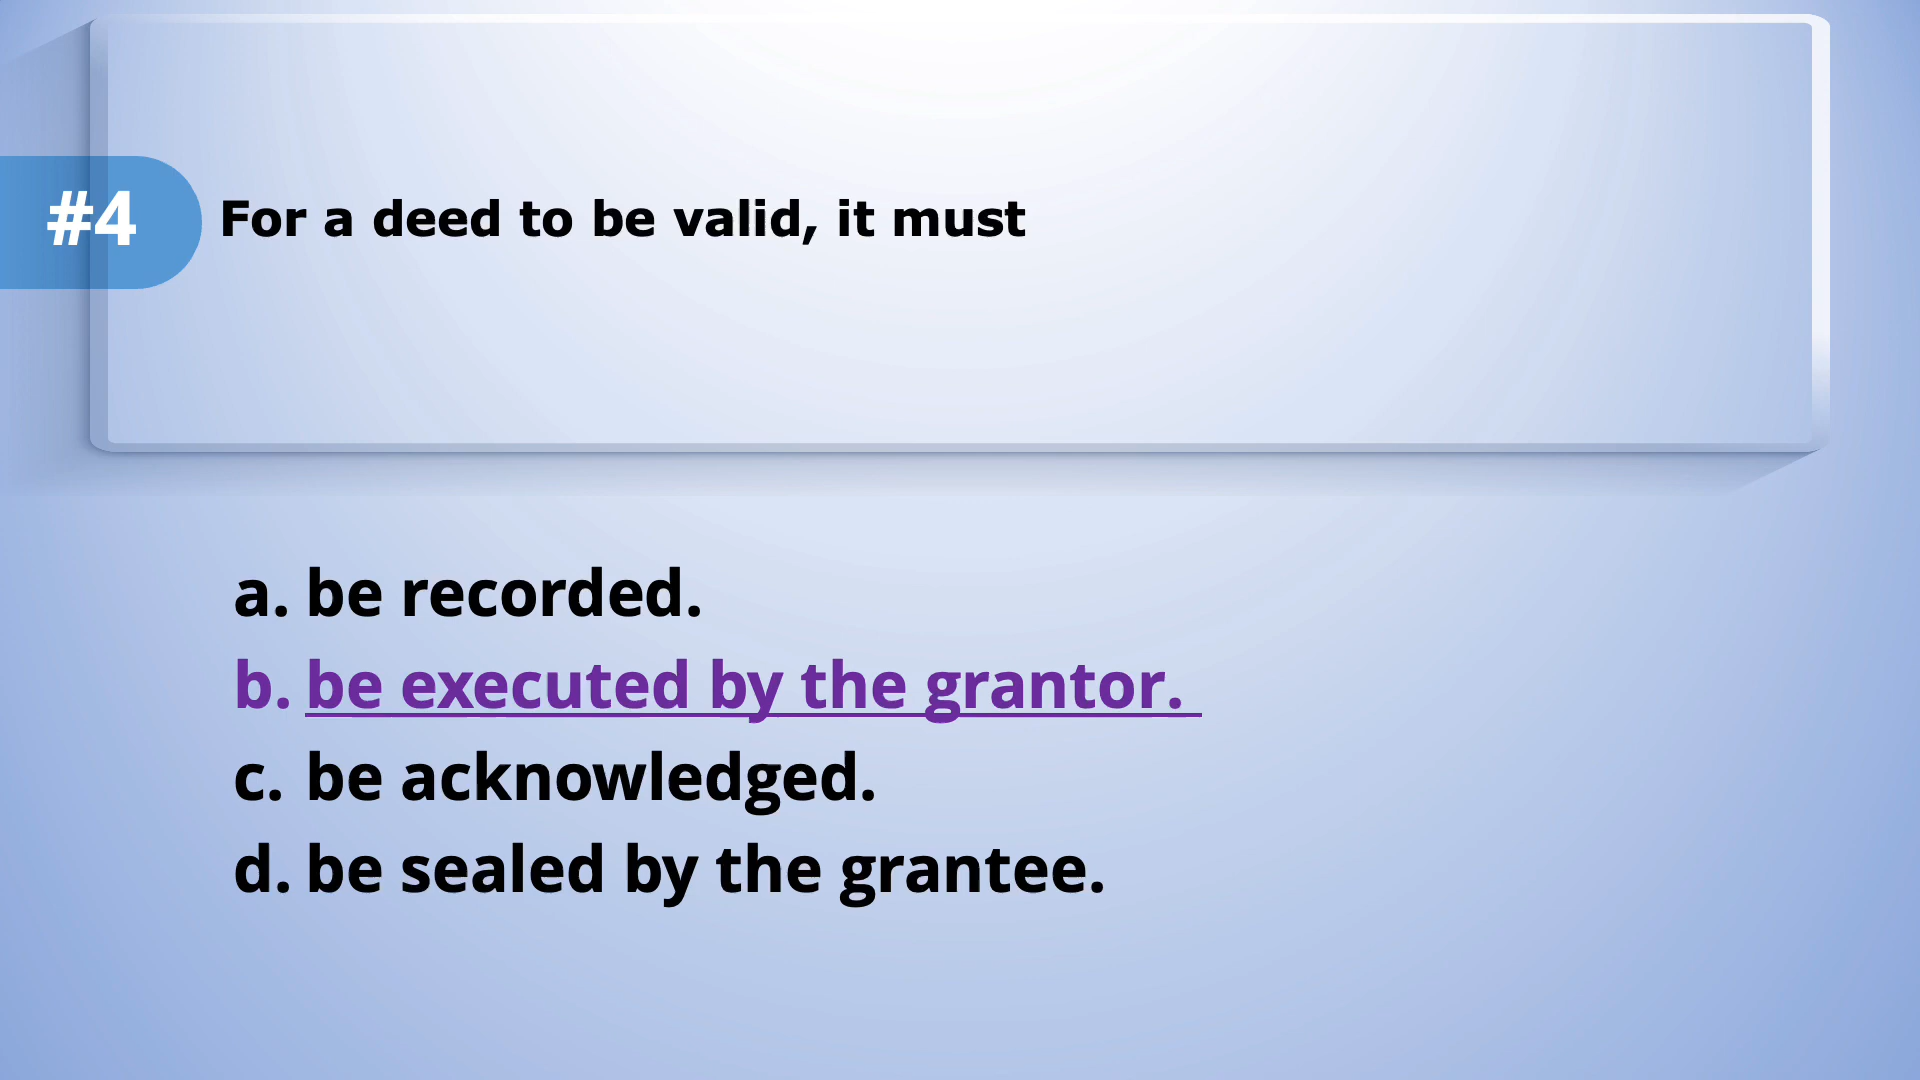 #4
For a deed to be valid, it must
a. be recorded.
b. be executed by the grantor.
c. be acknowledged.
d. be sealed by the grantee.